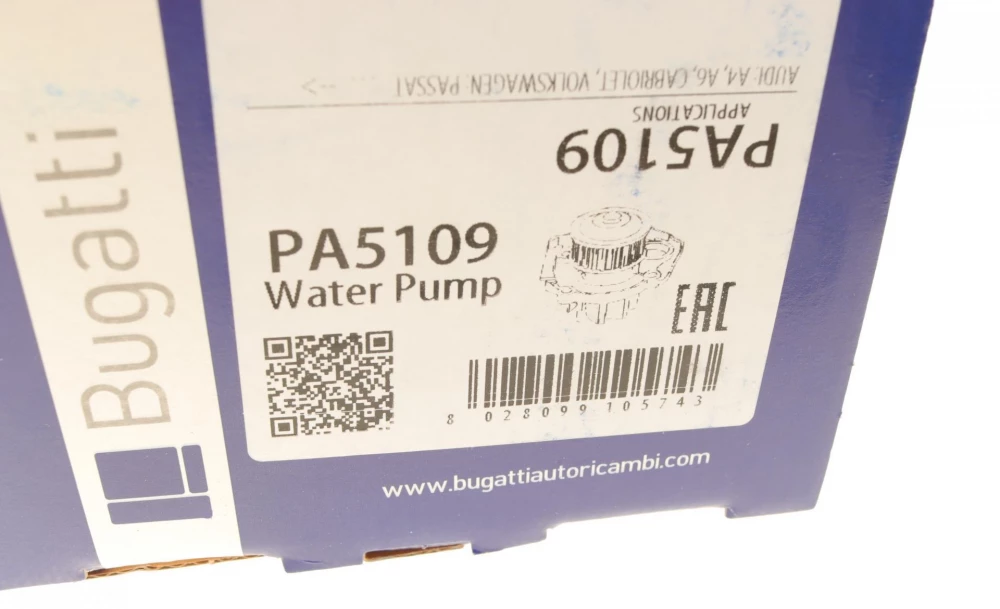 AUDI: A4, A6, CABRIOLET, VOLKSWAGEN: PASSAT ... -->
APPLICATIONS
PA5109
PA5109
Water Pump
EAC
8 028099 105743
www.bugattiautoricambi.com
Bugatti